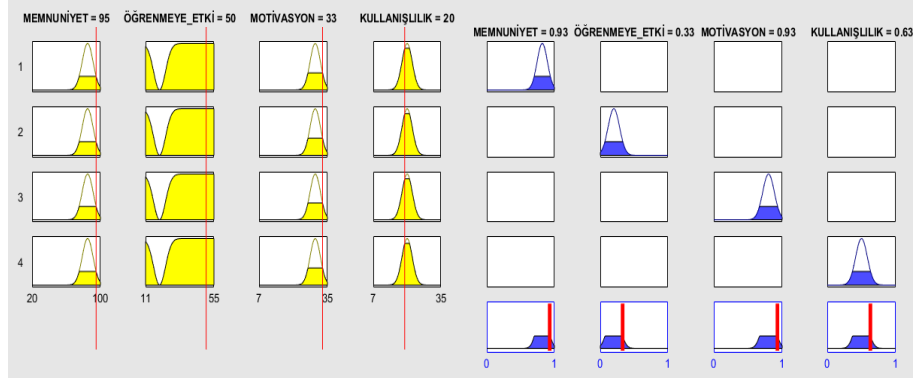 MEMNUNİYET = 95 ÖĞRENMEYE_ETKİ = 50 MOTİVASYON = 33 KULLANIŞLILIK = 20
MEMNUNİYET = 0.93 ÖĞRENMEYE_ETKİ = 0.33 MOTİVASYON = 0.93 KULLANIŞLILIK = 0.63
1
2
3
4
20 100 11 55 7 35 7 35
0 1 0 1 0 1 0 1